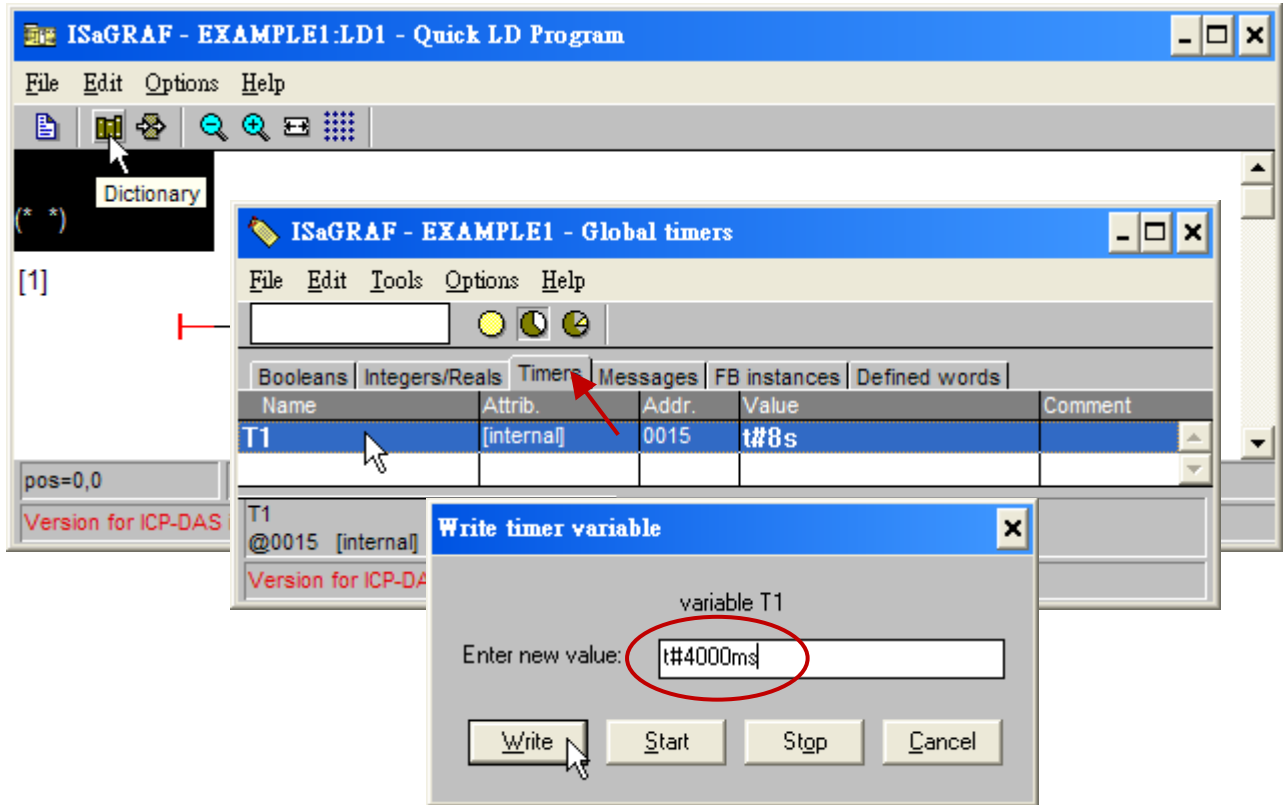 ISaGRAF - EXAMPLE1:LD1 - Quick LD Program
File Edit Options Help
Dictionary
(* *)
[1]
pos=0,0
Version for ICP-DAS
ISaGRAF - EXAMPLE1 - Global timers
File Edit Tools Options Help
Booleans Integers/Reals Timers Messages FB instances Defined words
Name Attrib. Addr. Value Comment
T1 [internal] 0015 t#8s
T1
@0015 [internal]
Version for ICP-DA
Write timer variable
variable T1
Enter new value: t#4000ms
Write Start Stop Cancel